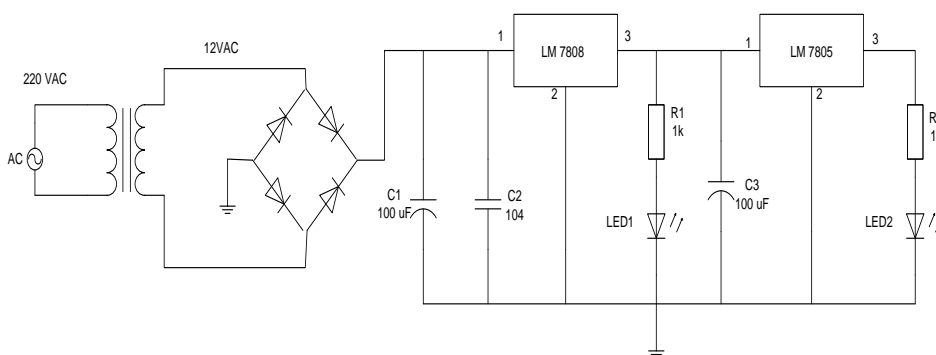 12VAC
220 VAC
AC
1
LM 7808
3
2
C1
100 uF
C2
104
R1
1k
LED1
C3
100 uF
1
LM 7805
3
2
R
1
LED2